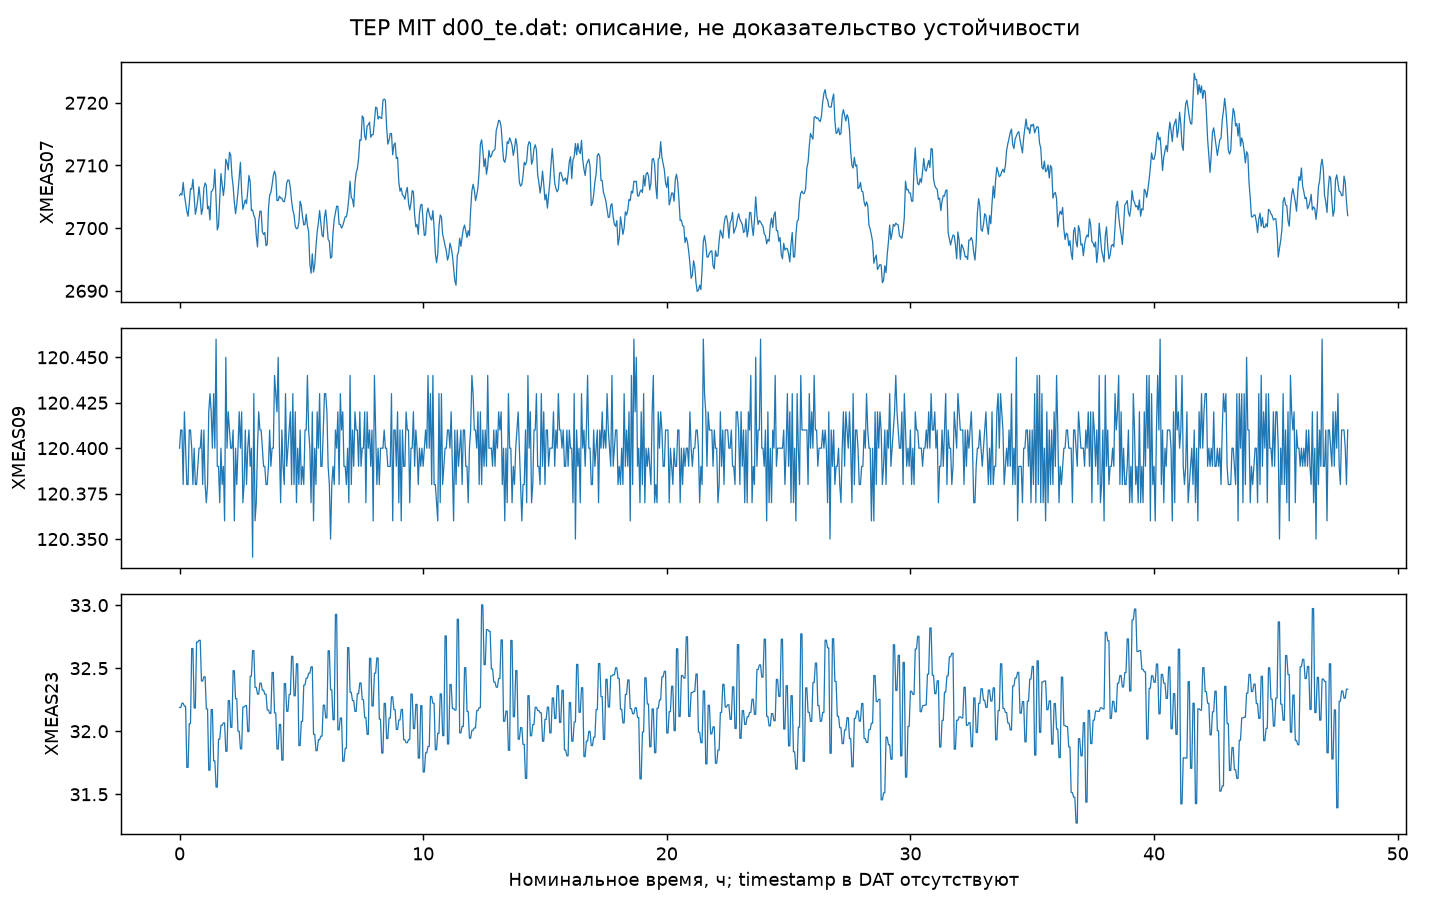 TEP MIT d00_te.dat: описание, не доказательство устойчивости
2720
2710
2700
2690
XMEAS07
120.450
120.425
120.400
120.375
120.350
XMEAS09
33.0
32.5
32.0
31.5
XMEAS23
0 10 20 30 40 50
Номинальное время, ч; timestamp в DAT отсутствуют